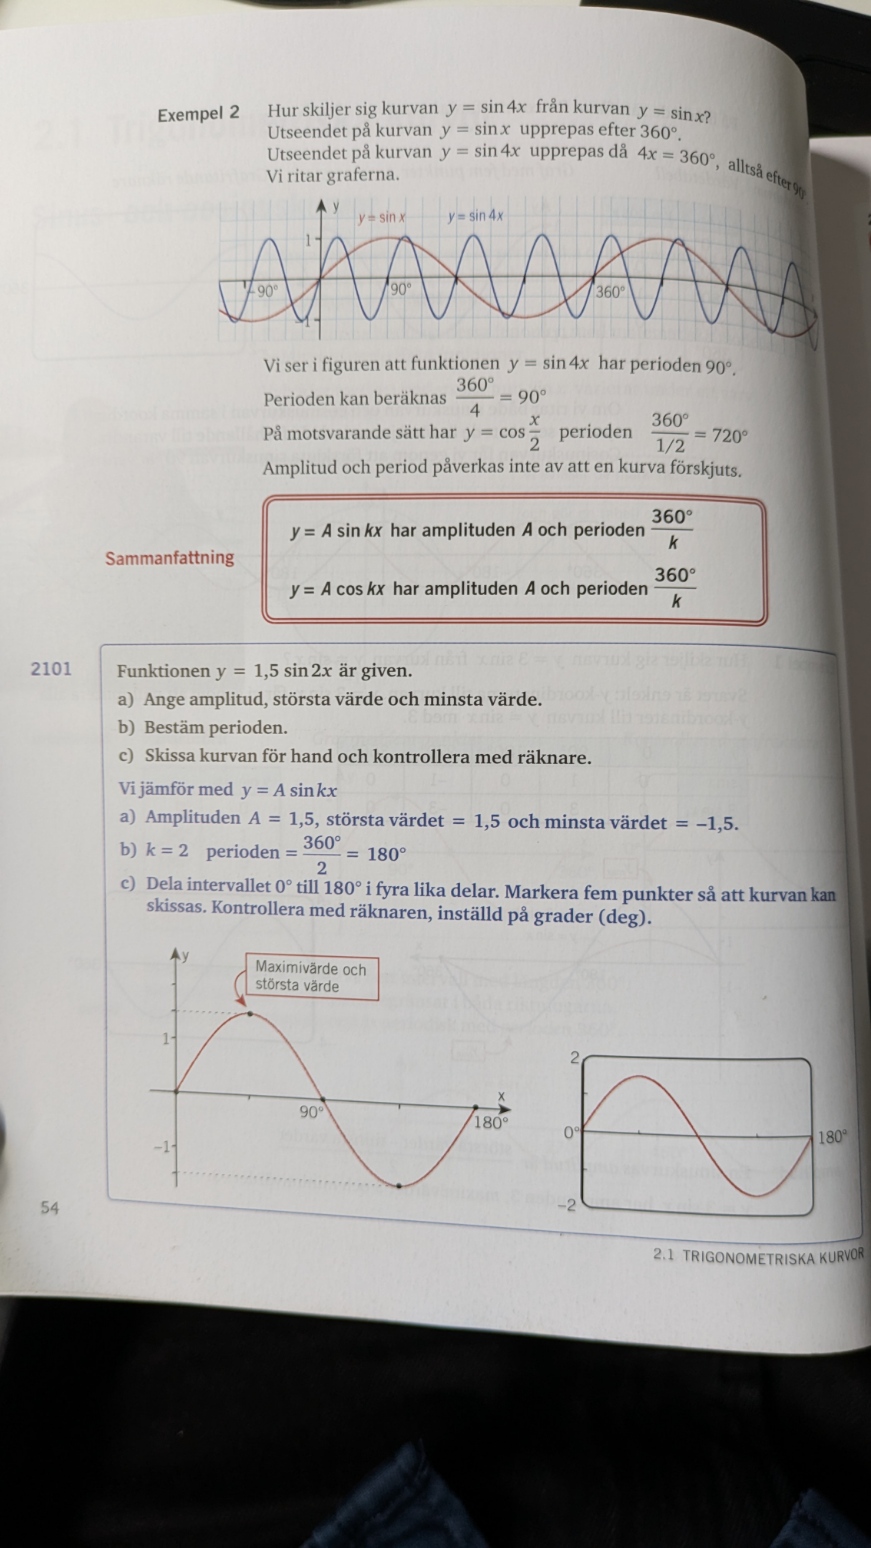 Exempel 2 Hur skiljer sig kurvan y = sin 4x från kurvan y = sin x?
Utseendet på kurvan y = sin x upprepas efter 360°.
Utseendet på kurvan y = sin 4x upprepas då 4x = 360°, alltså efter 90°.
Vi ritar graferna.
y
y = sin x y = sin 4x
1
–90° 90° 360°
–1
Vi ser i figuren att funktionen y = sin 4x har perioden 90°.
Perioden kan beräknas 360°/4 = 90°
På motsvarande sätt har y = cos x/2 perioden 360°/(1/2) = 720°
Amplitud och period påverkas inte av att en kurva förskjuts.
Sammanfattning
y = A sin kx har amplituden A och perioden 360°/k
y = A cos kx har amplituden A och perioden 360°/k
2101 Funktionen y = 1,5 sin 2x är given.
a) Ange amplitud, största värde och minsta värde.
b) Bestäm perioden.
c) Skissa kurvan för hand och kontrollera med räknare.
Vi jämför med y = A sin kx
a) Amplituden A = 1,5, största värdet = 1,5 och minsta värdet = –1,5.
b) k = 2 perioden = 360°/2 = 180°
c) Dela intervallet 0° till 180° i fyra lika delar. Markera fem punkter så att kurvan kan
skissas. Kontrollera med räknaren, inställd på grader (deg).
y
Maximivärde och
största värde
1
x
90° 180°
–1
2
0° 180°
–2
54
2.1 TRIGONOMETRISKA KURVOR